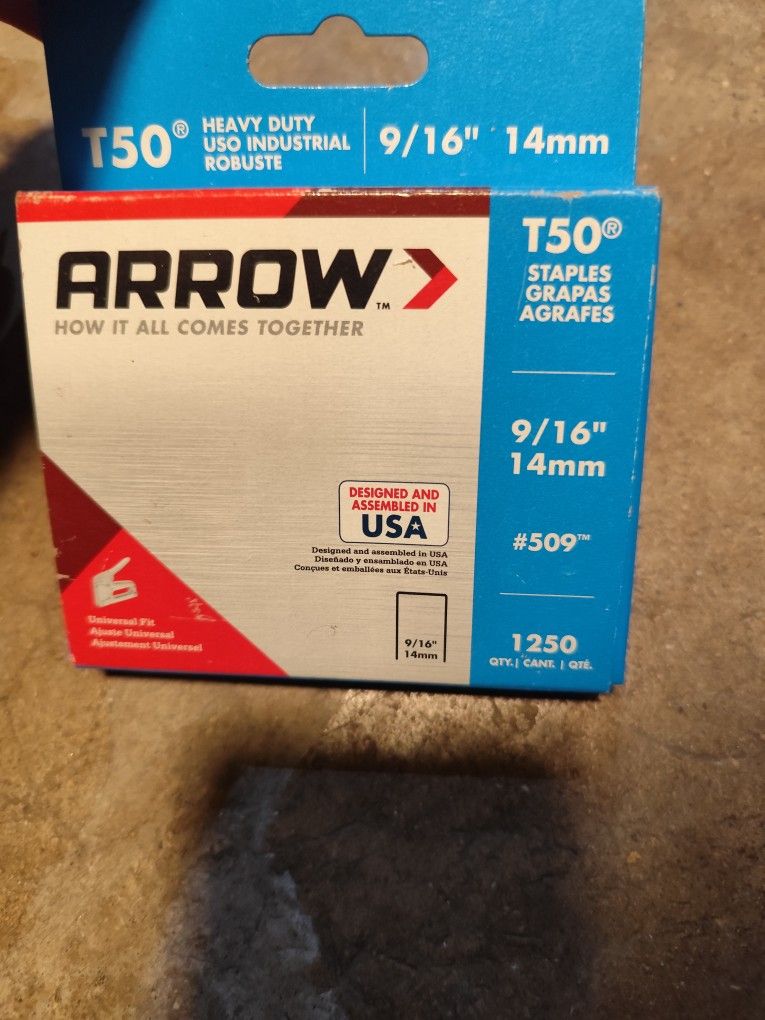 T50® HEAVY DUTY
USO INDUSTRIAL
ROBUSTE
9/16" 14mm
ARROW™
HOW IT ALL COMES TOGETHER
T50®
STAPLES
GRAPAS
AGRAFES
9/16"
14mm
#509™
1250
QTY. | CANT. | QTÉ.
DESIGNED AND
ASSEMBLED IN
USA
Designed and assembled in USA
Diseñado y ensamblado en USA
Conçues et emballées aux États-Unis
9/16"
14mm
Universal Fit
Ajuste Universal
Ajustement Universel